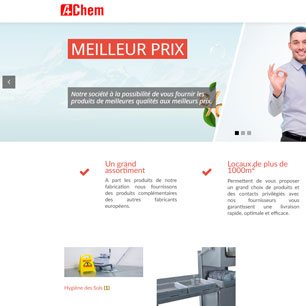 4Chem
MEILLEUR PRIX
Notre société à la possibilité de vous fournir les
produits de meilleures qualités aux meilleurs prix.
Un grand
assortiment
A part les produits de notre
fabrication nous fournissons
des produits complémentaires
des autres fabricants
européens.
Locaux de plus de
1000m²
Permettent de vous proposer
un grand choix de produits et
des contacts privilégiés avec
nos fournisseurs vous
garantissent une livraison
rapide, optimale et efficace.
Hygiène des Sols (1)